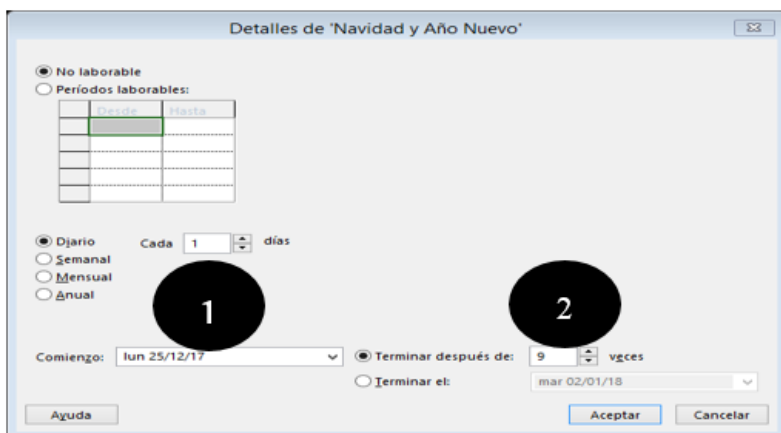 Detalles de 'Navidad y Año Nuevo'
No laborable
Períodos laborables:
Desde Hasta
Diario Cada 1 días
Semanal
Mensual
Anual
1 2
Comienzo: lun 25/12/17 Terminar después de: 9 veces
Terminar el: mar 02/01/18
Ayuda Aceptar Cancelar